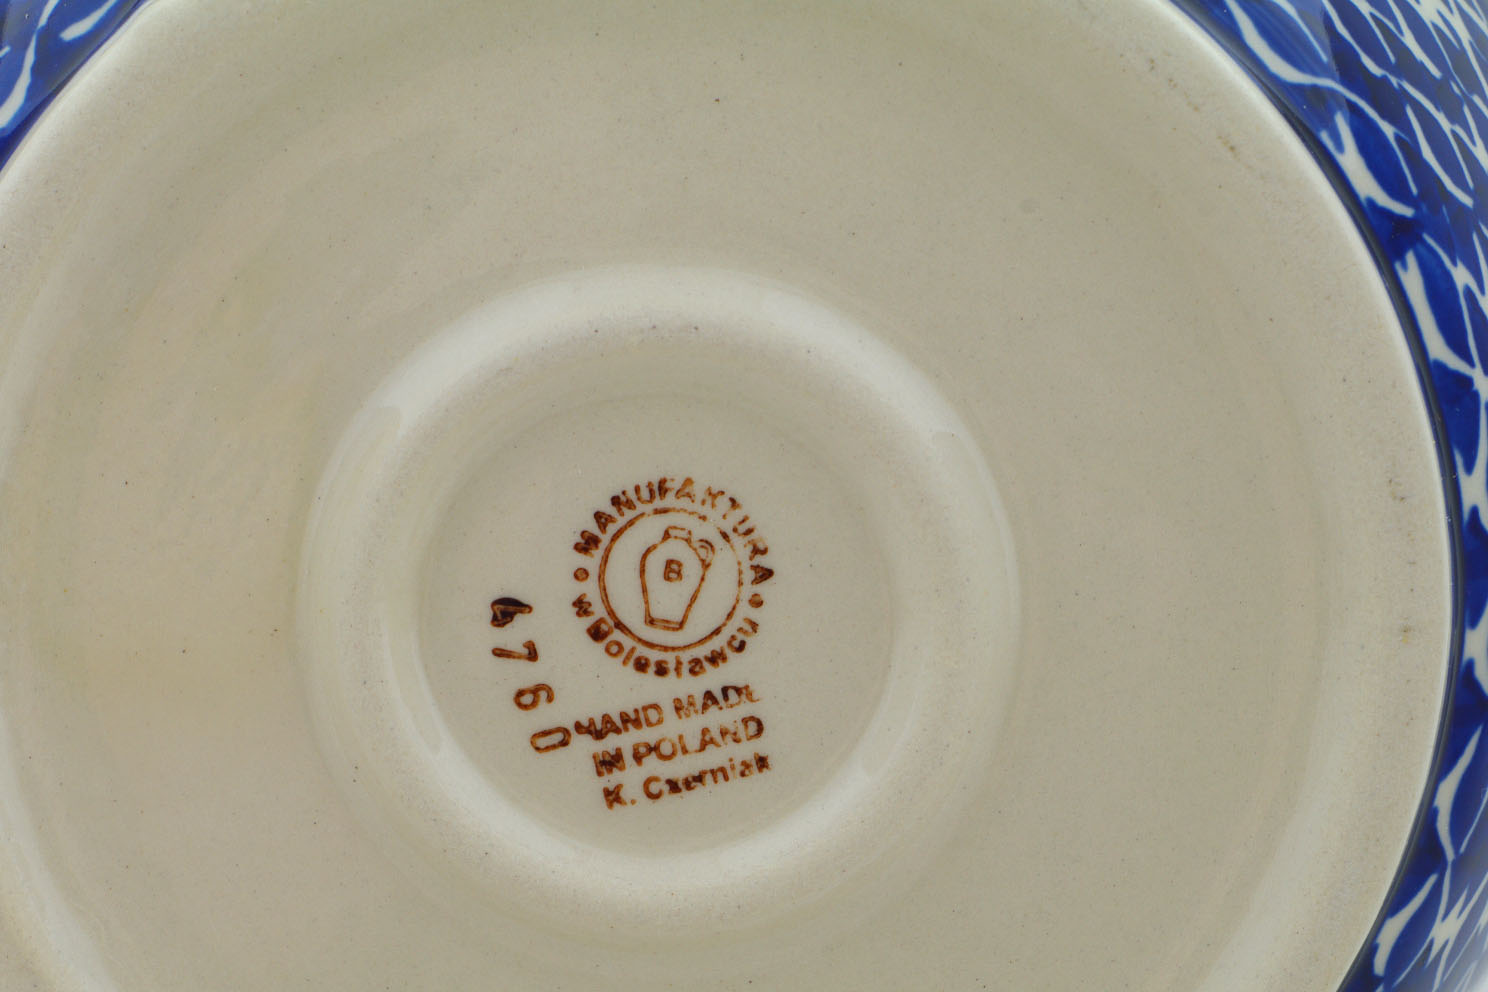 MANUFAKTURA
w Bolesławcu
B
4760
HAND MADE
IN POLAND
K. Czerniak